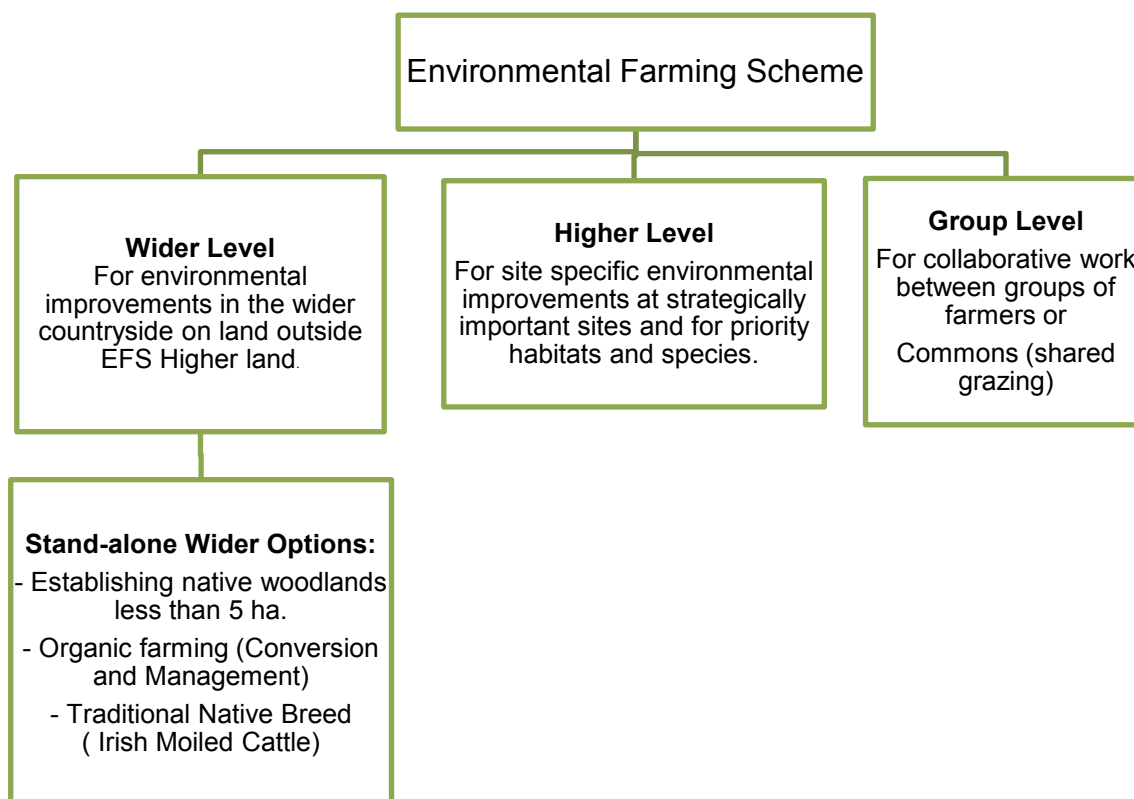 Environmental Farming Scheme
Wider Level
For environmental
improvements in the wider
countryside on land outside
EFS Higher land.
Higher Level
For site specific environmental
improvements at strategically
important sites and for priority
habitats and species.
Group Level
For collaborative work
between groups of
farmers or
Commons (shared
grazing)
Stand-alone Wider Options:
- Establishing native woodlands
less than 5 ha.
- Organic farming (Conversion
and Management)
- Traditional Native Breed
( Irish Moiled Cattle)